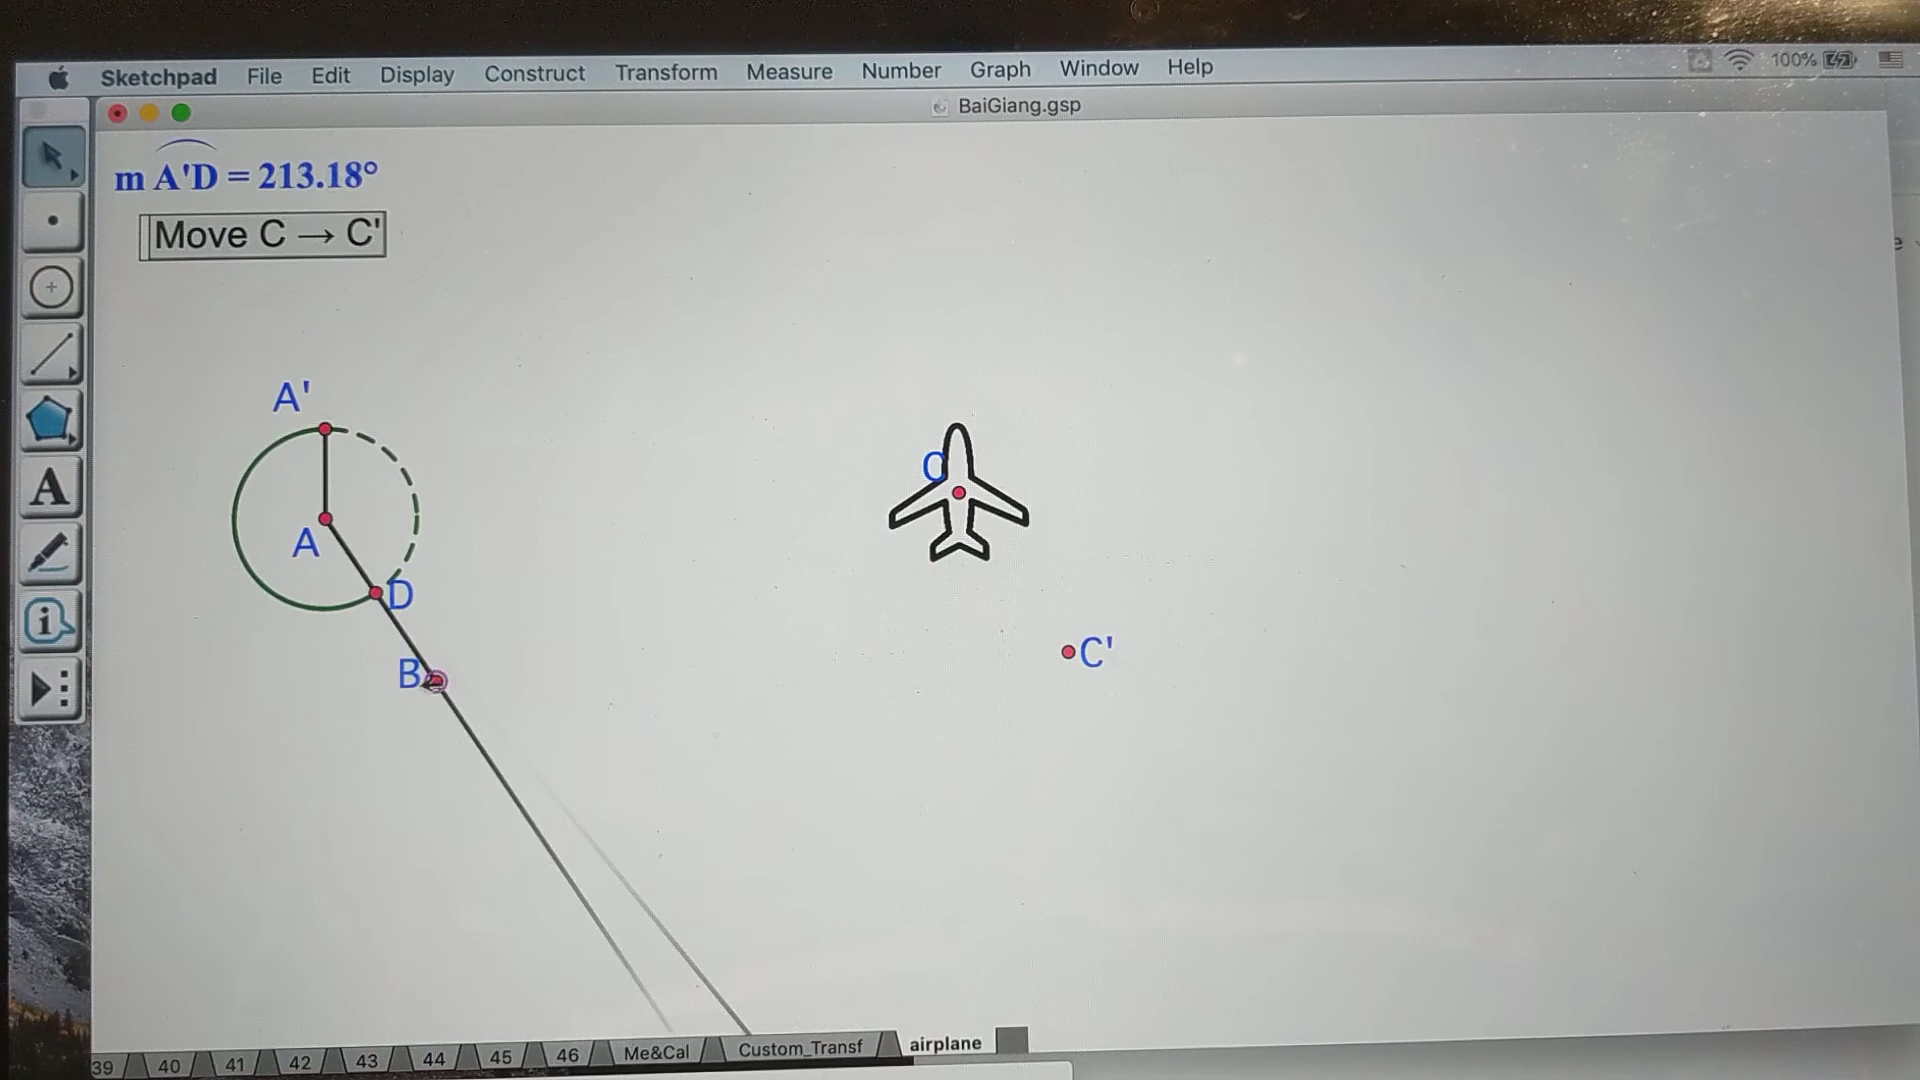 Sketchpad File Edit Display Construct Transform Measure Number Graph Window Help 100%
BaiGiang.gsp
m A'D = 213.18°
Move C → C'
A'
C
A
D
C'
B
A
i
39 40 41 42 43 44 45 46 Me&Cal Custom_Transf airplane